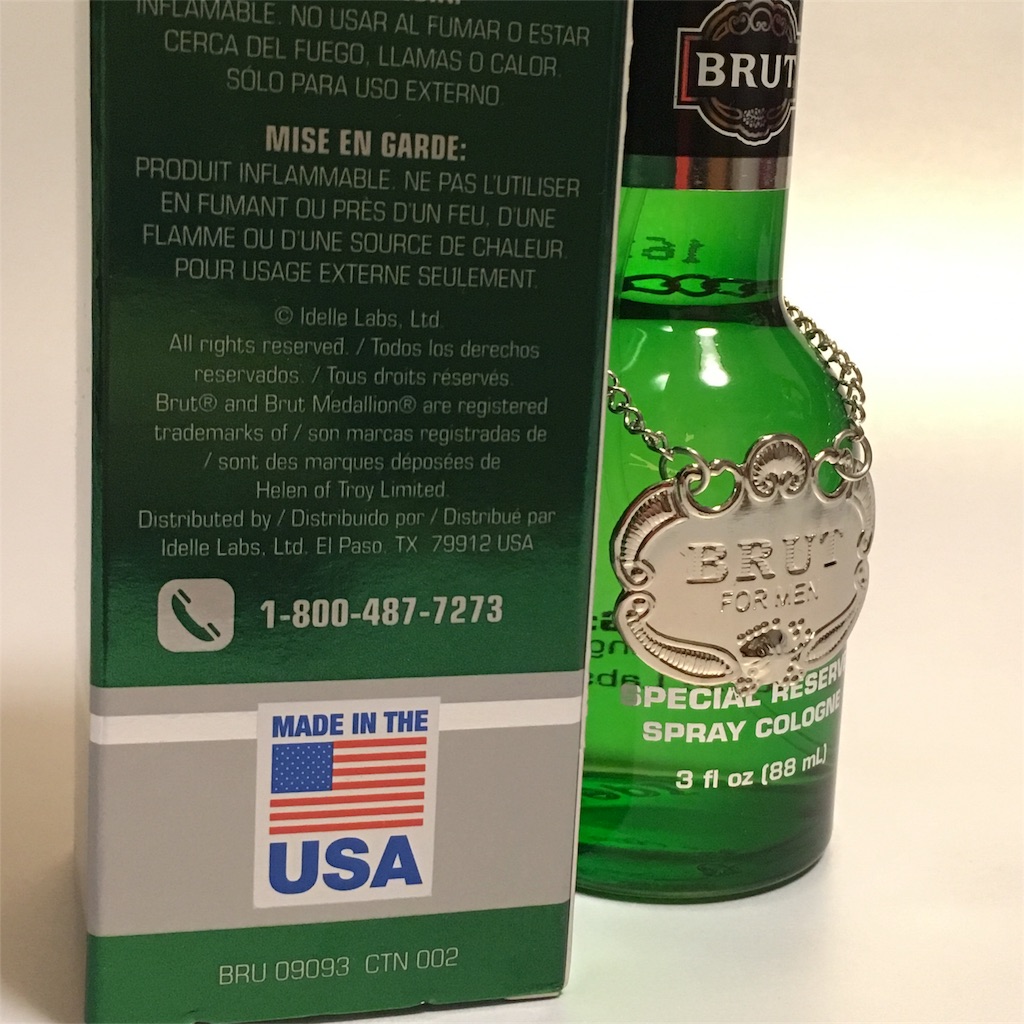 INFLAMABLE. NO USAR AL FUMAR O ESTAR
CERCA DEL FUEGO, LLAMAS O CALOR.
SÓLO PARA USO EXTERNO.
MISE EN GARDE:
PRODUIT INFLAMMABLE. NE PAS L'UTILISER
EN FUMANT OU PRÈS D'UN FEU, D'UNE
FLAMME OU D'UNE SOURCE DE CHALEUR.
POUR USAGE EXTERNE SEULEMENT.
© Idelle Labs, Ltd.
All rights reserved. / Todos los derechos
reservados. / Tous droits réservés.
Brut® and Brut Medallion® are registered
trademarks of / son marcas registradas de
/ sont des marques déposées de
Helen of Troy Limited.
Distributed by / Distribuido por / Distribué par
Idelle Labs, Ltd. El Paso, TX 79912 USA
1-800-487-7273
MADE IN THE
USA
BRU 09093 CTN 002
BRUT
BRUT
FOR MEN
SPECIAL RESERV
SPRAY COLOGNE
3 fl oz (88 mL)